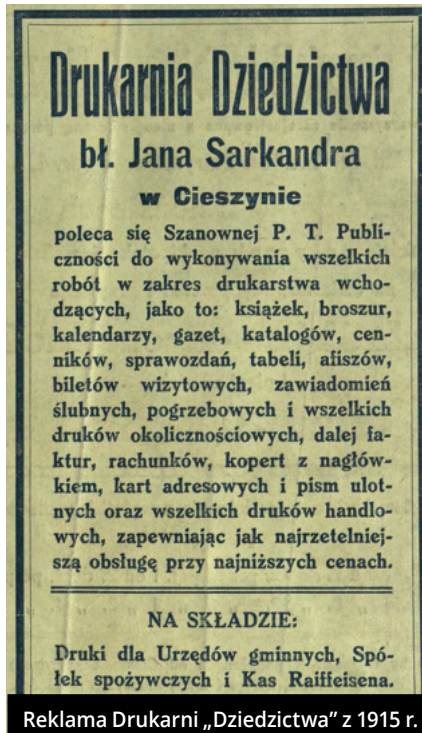 Drukarnia Dziedzictwa
bł. Jana Sarkandra
w Cieszynie
poleca się Szanownej P. T. Publi-
czności do wykonywania wszelkich
robót w zakres drukarstwa wcho-
dzących, jako to: książek, broszur,
kalendarzy, gazet, katalogów, cen-
ników, sprawozdań, tabeli, afiszów,
biletów wizytowych, zawiadomień
ślubnych, pogrzebowych i wszelkich
druków okolicznościowych, dalej fa-
ktur, rachunków, kopert z nagłów-
kiem, kart adresowych i pism ulot-
nych oraz wszelkich druków handlo-
wych, zapewniając jak najrzetelniej-
szą obsługę przy najniższych cenach.
NA SKŁADZIE:
Druki dla Urzędów gminnych, Spó-
łek spożywczych i Kas Raiffeisena.
Reklama Drukarni „Dziedzictwa” z 1915 r.